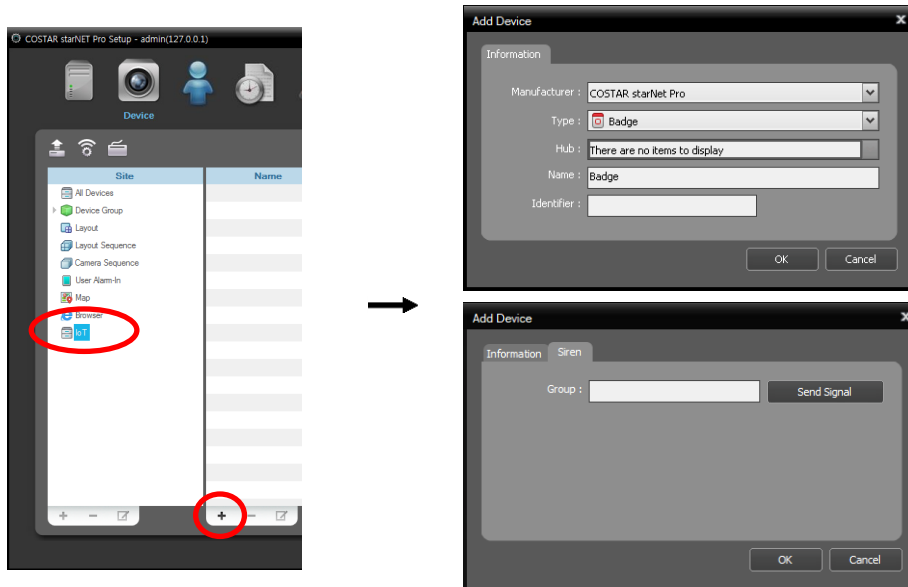 COSTAR starNET Pro Setup - admin(127.0.0.1)
Device
Site
Name
All Devices
Device Group
Layout
Layout Sequence
Camera Sequence
User Alarm-In
Map
Browser
IoT
Add Device
Information
Manufacturer : COSTAR starNet Pro
Type : Badge
Hub : There are no items to display
Name : Badge
Identifier :
OK Cancel
Add Device
Information Siren
Group : Send Signal
OK Cancel